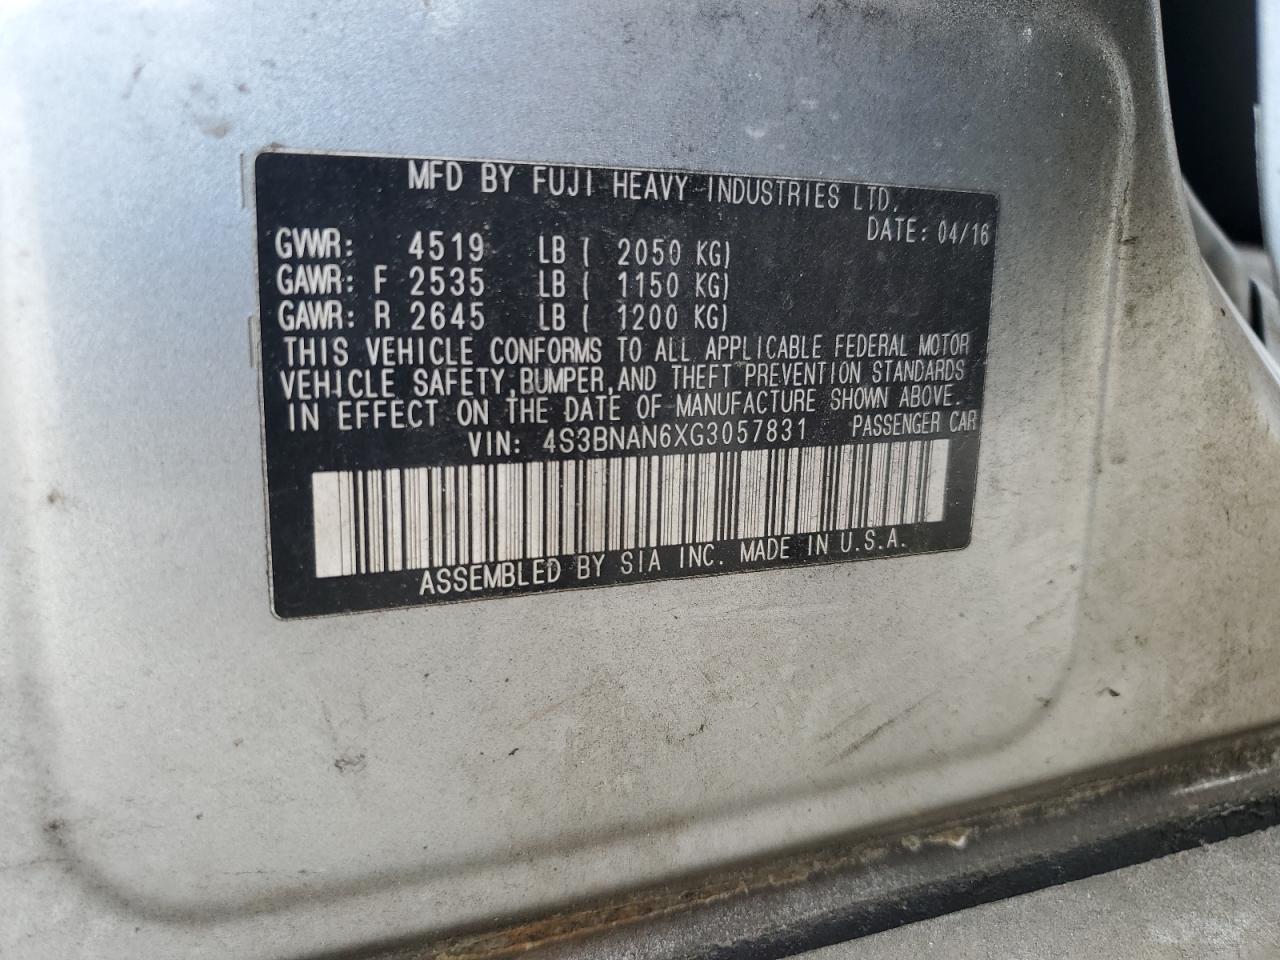 MFD BY FUJI HEAVY INDUSTRIES LTD.
DATE: 04/16
GVWR: 4519 LB ( 2050 KG)
GAWR: F 2535 LB ( 1150 KG)
GAWR: R 2645 LB ( 1200 KG)
THIS VEHICLE CONFORMS TO ALL APPLICABLE FEDERAL MOTOR
VEHICLE SAFETY, BUMPER, AND THEFT PREVENTION STANDARDS
IN EFFECT ON THE DATE OF MANUFACTURE SHOWN ABOVE.
VIN: 4S3BNAN6XG3057831 PASSENGER CAR
ASSEMBLED BY SIA INC. MADE IN U.S.A.